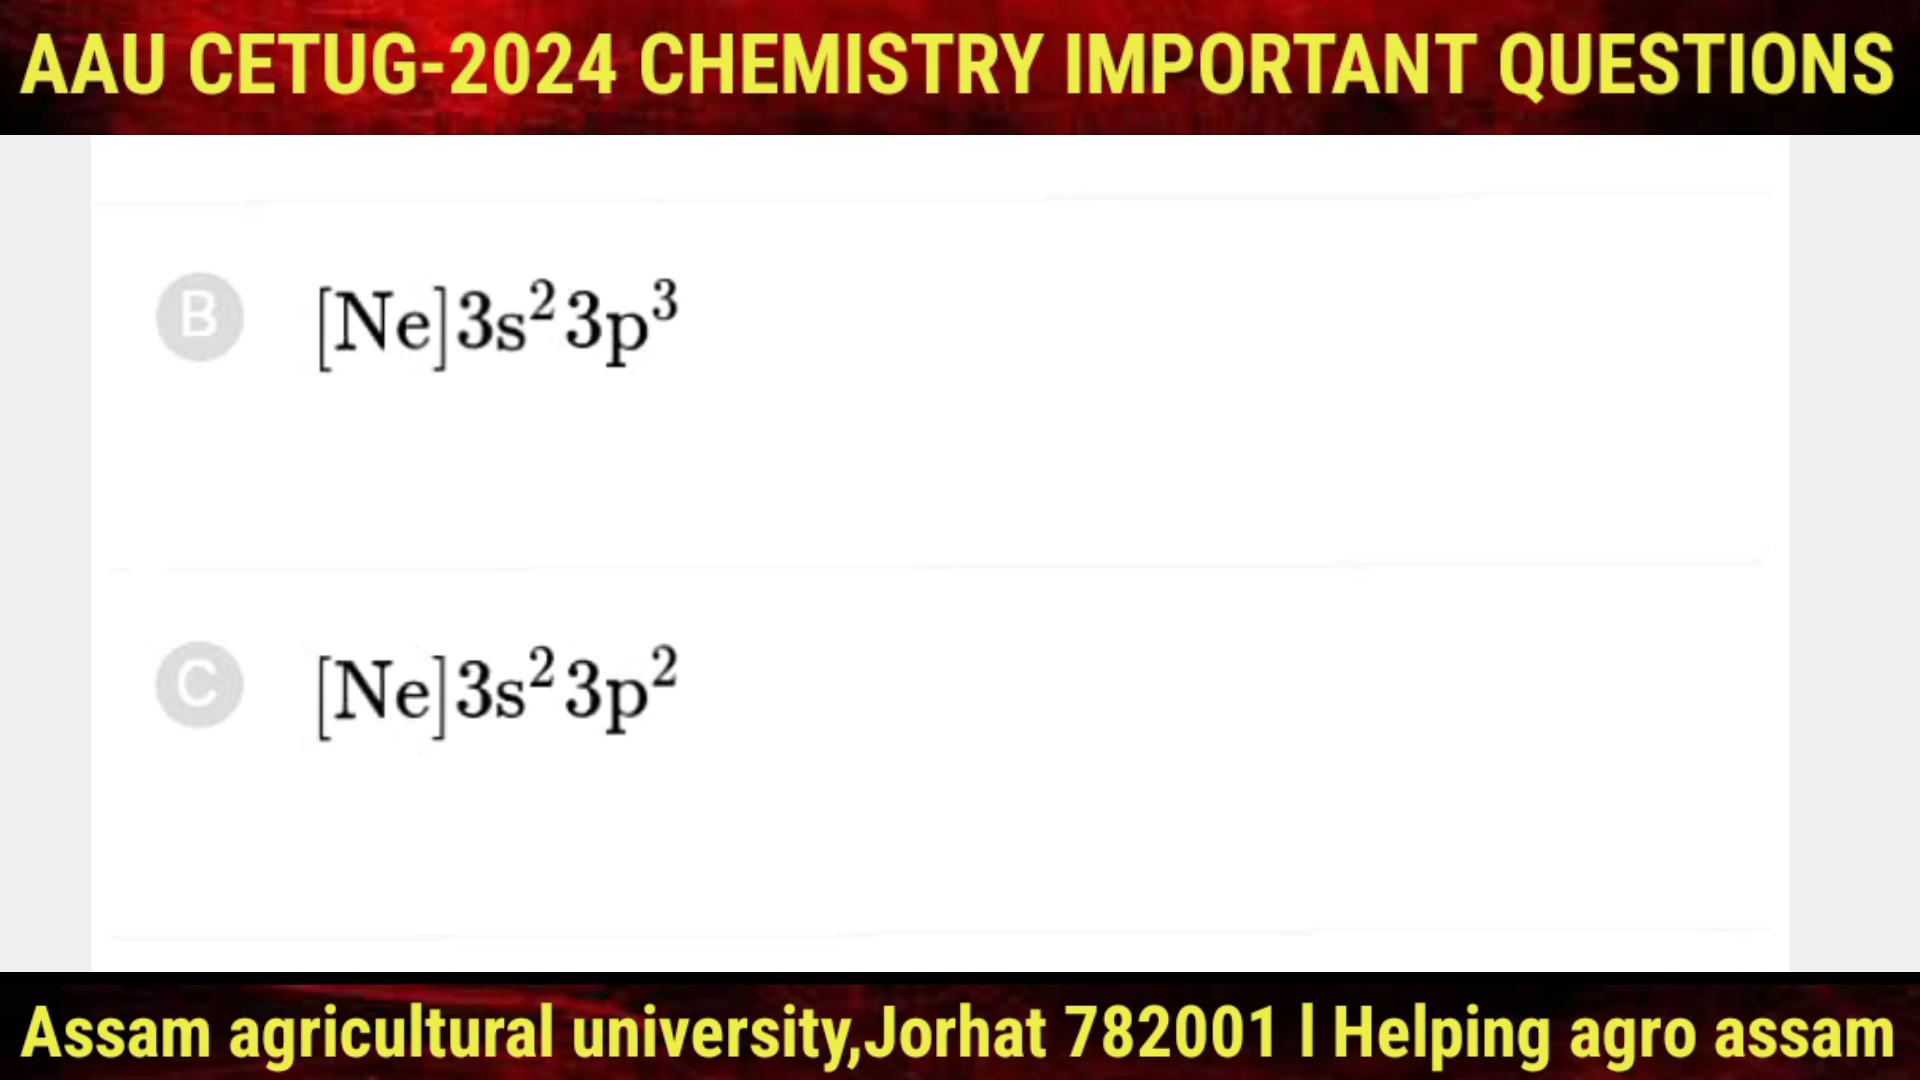 AAU CETUG-2024 CHEMISTRY IMPORTANT QUESTIONS
B [Ne]3s²3p³
C [Ne]3s²3p²
Assam agricultural university,Jorhat 782001 l Helping agro assam